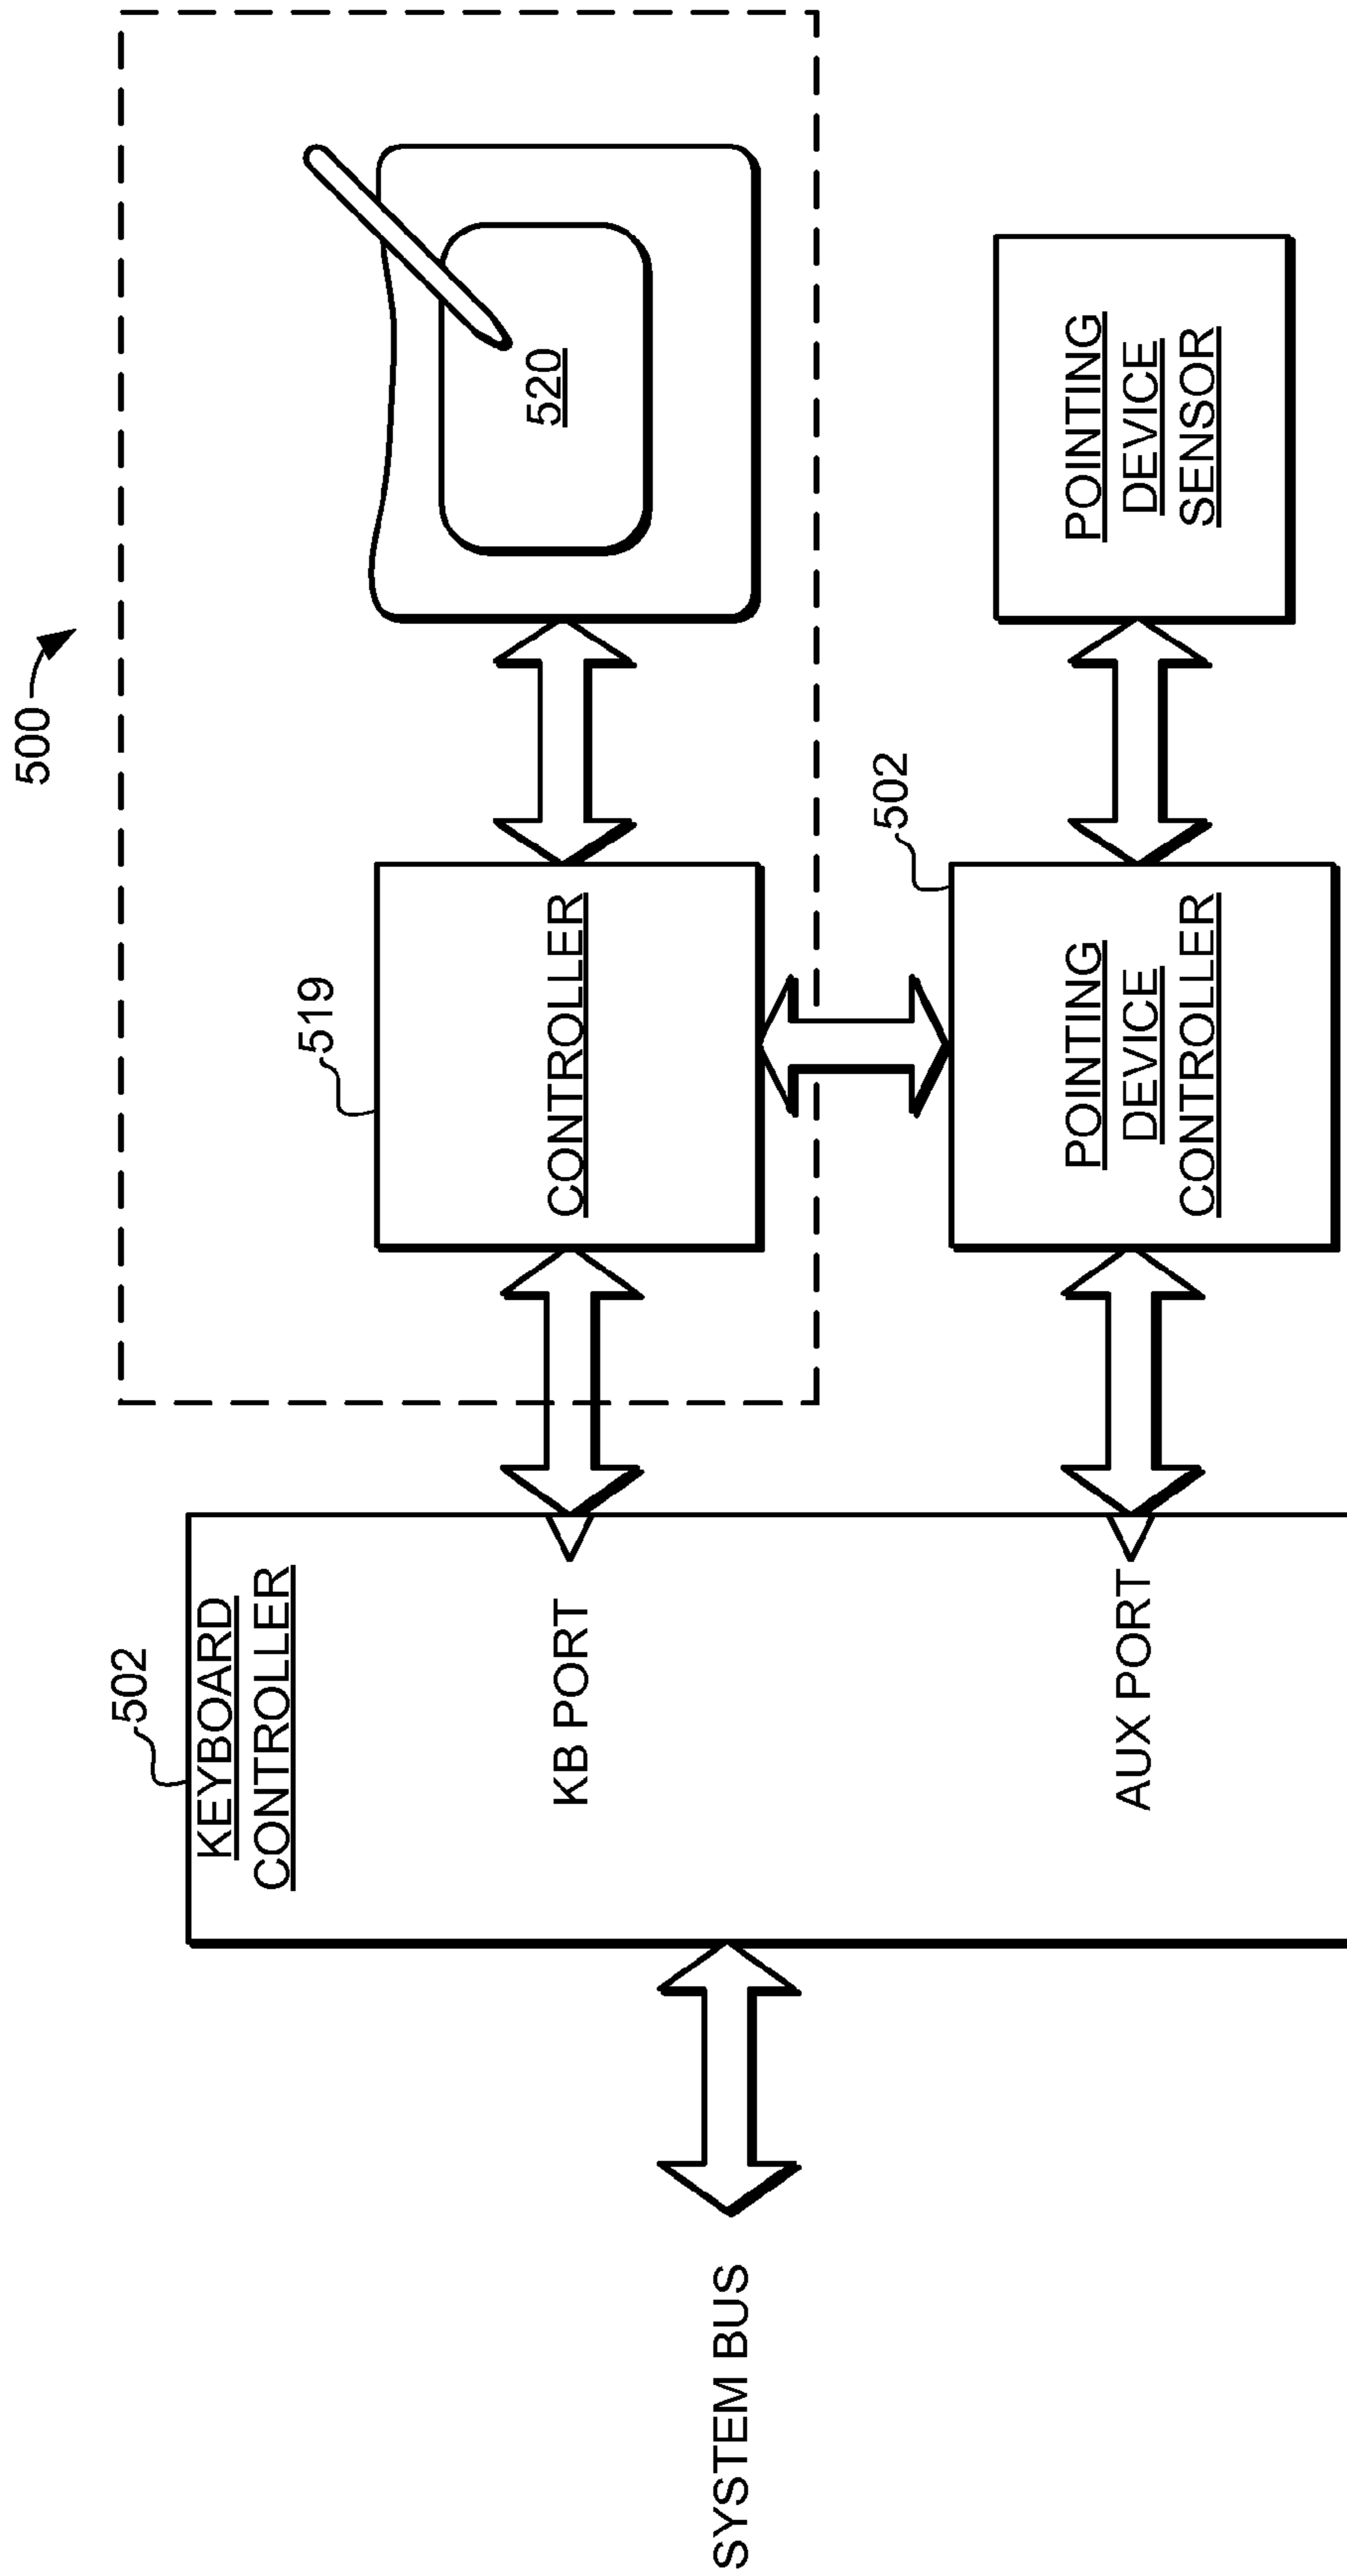 500
502
KEYBOARD
CONTROLLER
519
KB PORT
CONTROLLER
520
SYSTEM BUS
502
AUX PORT
POINTING
DEVICE
CONTROLLER
POINTING
DEVICE
SENSOR